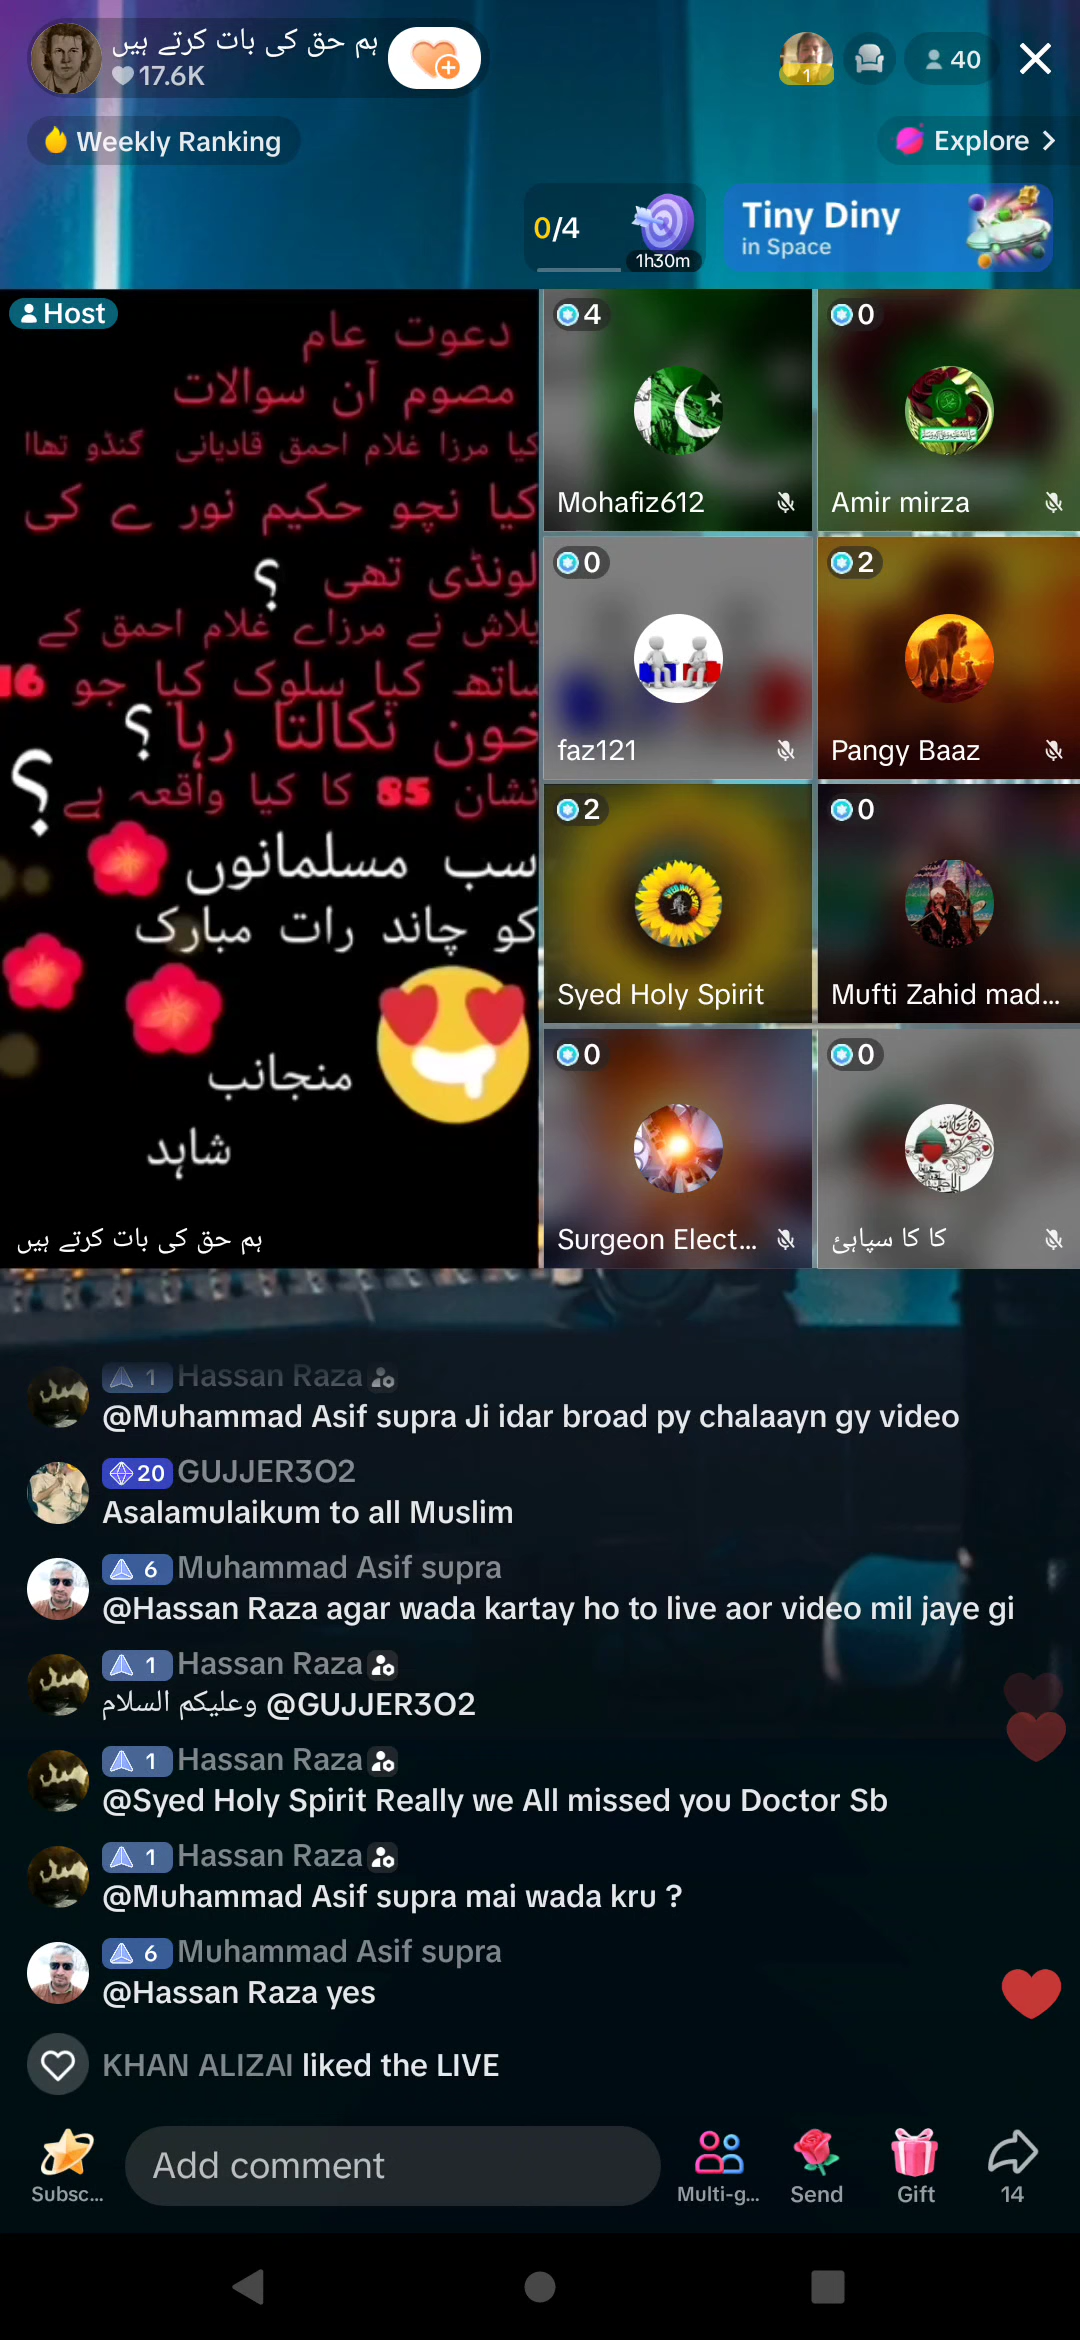 ہم حق کی بات کرتے ہیں
17.6K
1
40
Weekly Ranking
Explore
0/4
1h30m
Tiny Diny
in Space
Host
دعوت عام
مصوم آن سوالات
کیا مرزا غلام احمق قادیانی گنڈو تھاا
کیا نچو حکیم نور ے کی
لونڈی تھی ؟
یلاش نے مرزاے غلام احمق کے
ساتھ کیا سلوک کیا جو 16
خون نکالتا رہا ؟
نشان 85 کا کیا واقعہ ہے ؟
سب مسلمانوں
کو چاند رات مبارک
منجانب
شاہد
ہم حق کی بات کرتے ہیں
4
Mohafiz612
0
Amir mirza
0
faz121
2
Pangy Baaz
2
Syed Holy Spirit
0
Mufti Zahid mad...
0
Surgeon Elect...
0
کا کا سپاہئ
1 Hassan Raza
@Muhammad Asif supra Ji idar broad py chalaayn gy video
20 GUJJER3O2
Asalamulaikum to all Muslim
6 Muhammad Asif supra
@Hassan Raza agar wada kartay ho to live aor video mil jaye gi
1 Hassan Raza
وعليكم السلام @GUJJER3O2
1 Hassan Raza
@Syed Holy Spirit Really we All missed you Doctor Sb
1 Hassan Raza
@Muhammad Asif supra mai wada kru ?
6 Muhammad Asif supra
@Hassan Raza yes
KHAN ALIZAI liked the LIVE
Add comment
Subsc...
Multi-g...
Send
Gift
14